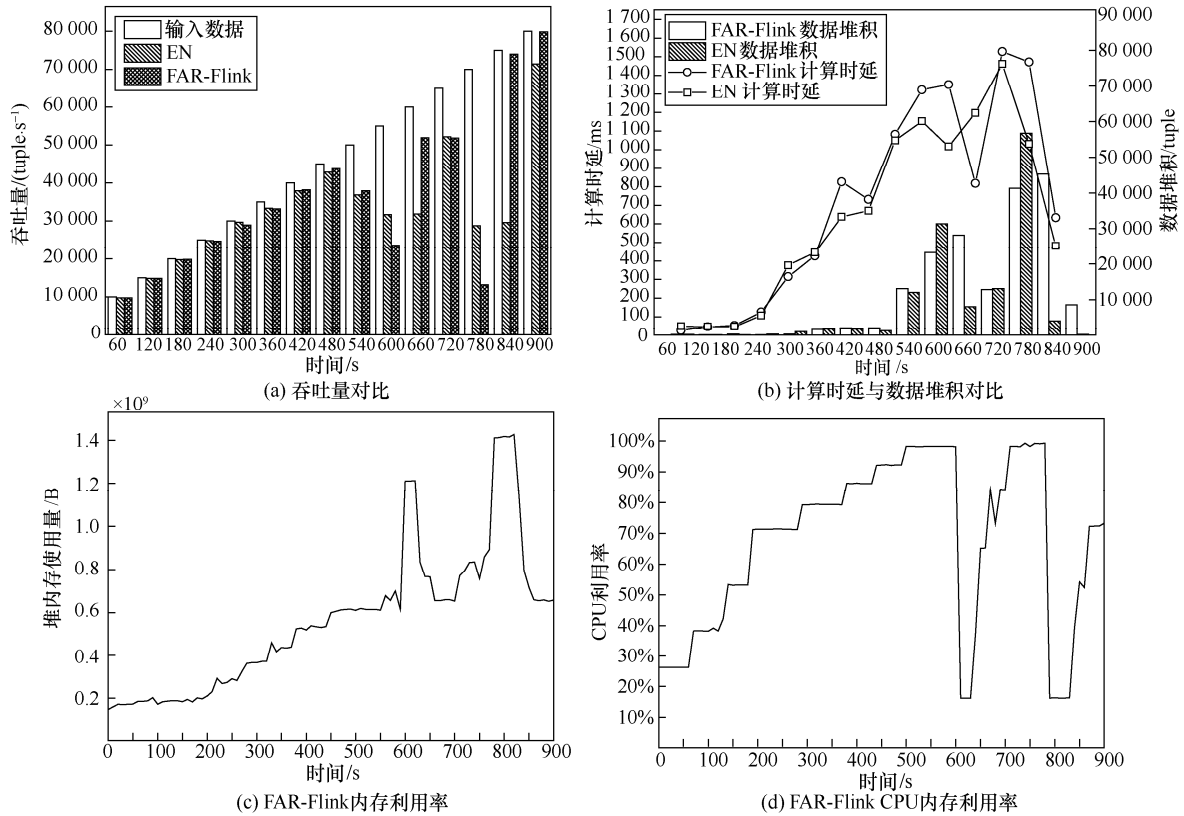 80 000
70 000
60 000
50 000
40 000
30 000
20 000
10 000
0
吞吐量/(tuple·s⁻¹)
输入数据
EN
FAR-Flink
60 120 180 240 300 360 420 480 540 600 660 720 780 840 900
时间/s
(a) 吞吐量对比
1 700
1 600
1 500
1 400
1 300
1 200
1 100
1 000
900
800
700
600
500
400
300
200
100
0
计算时延/ms
FAR-Flink 数据堆积
EN 数据堆积
FAR-Flink 计算时延
EN 计算时延
90 000
80 000
70 000
60 000
50 000
40 000
30 000
20 000
10 000
数据堆积/tuple
60 120 180 240 300 360 420 480 540 600 660 720 780 840 900
时间/s
(b) 计算时延与数据堆积对比
×10⁹
1.4
1.2
1.0
0.8
0.6
0.4
0.2
堆内存使用量/B
0 100 200 300 400 500 600 700 800 900
时间/s
(c) FAR-Flink内存利用率
100%
90%
80%
70%
60%
50%
40%
30%
20%
10%
CPU利用率
0 100 200 300 400 500 600 700 800 900
时间/s
(d) FAR-Flink CPU内存利用率